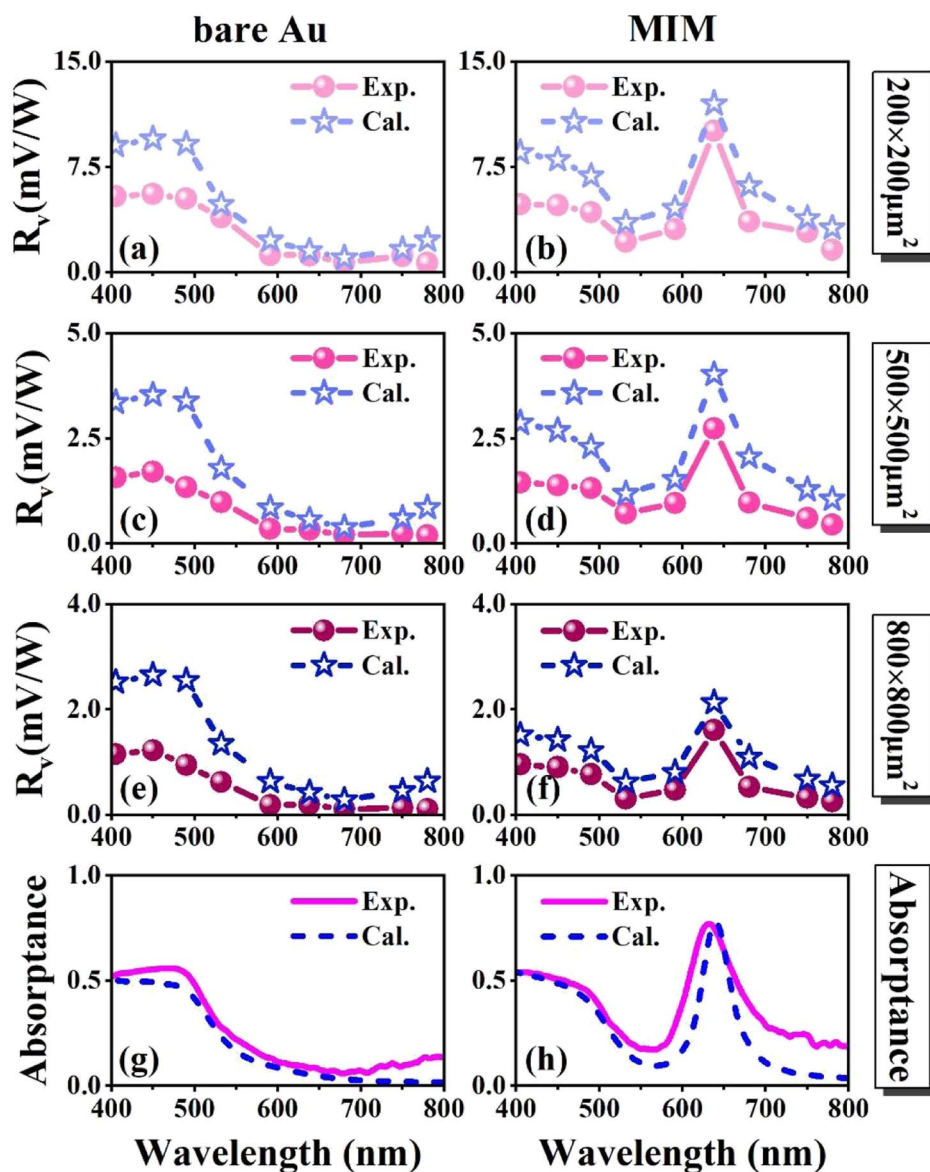 bare Au
MIM
15.0
7.5
0.0
R_v(mV/W)
Exp.
Cal.
(a)
400 500 600 700 800
15.0
7.5
0.0
Exp.
Cal.
(b)
400 500 600 700 800
200×200μm²
5.0
2.5
0.0
R_v(mV/W)
Exp.
Cal.
(c)
400 500 600 700 800
5.0
2.5
0.0
Exp.
Cal.
(d)
400 500 600 700 800
500×500μm²
4.0
2.0
0.0
R_v(mV/W)
Exp.
Cal.
(e)
400 500 600 700 800
4.0
2.0
0.0
Exp.
Cal.
(f)
400 500 600 700 800
800×800μm²
1.0
0.5
0.0
Absorptance
Exp.
Cal.
(g)
400 500 600 700 800
Wavelength (nm)
1.0
0.5
0.0
Exp.
Cal.
(h)
400 500 600 700 800
Wavelength (nm)
Absorptance